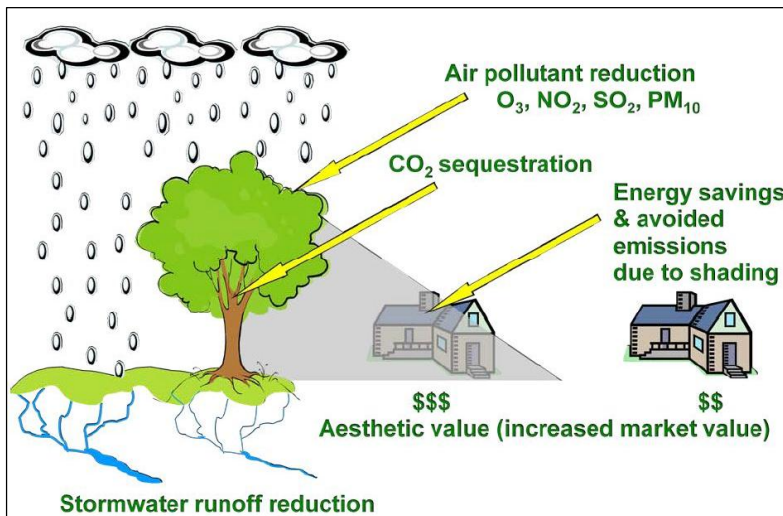 Air pollutant reduction
O₃, NO₂, SO₂, PM₁₀
CO₂ sequestration
Energy savings
& avoided
emissions
due to shading
$$$
$$
Aesthetic value (increased market value)
Stormwater runoff reduction